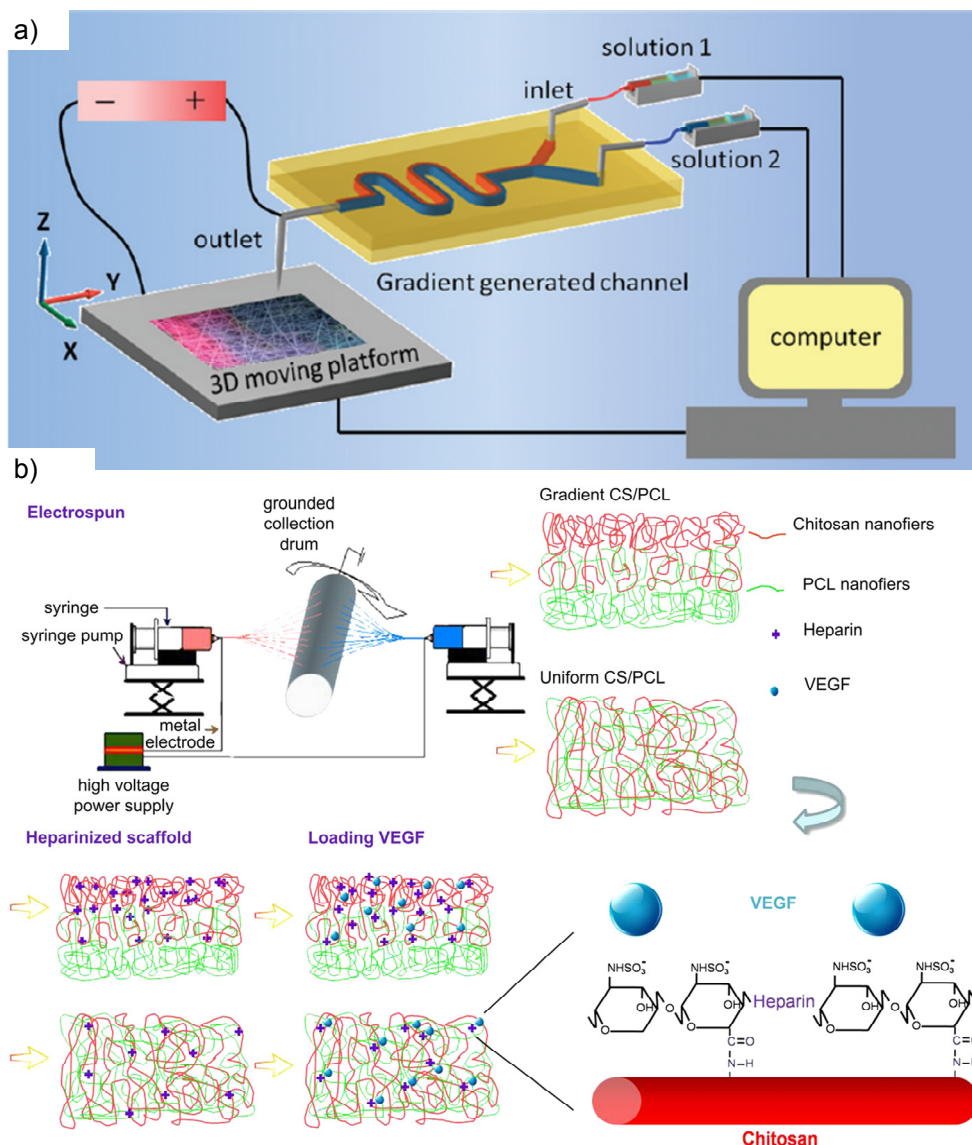 a)
solution 1
inlet
solution 2
− +
outlet
Z
Y
X
Gradient generated channel
3D moving platform
computer
b)
Electrospun
grounded
collection
drum
syringe
syringe pump
metal
electrode
high voltage
power supply
Gradient CS/PCL
Chitosan nanofiers
PCL nanofiers
Heparin
VEGF
Uniform CS/PCL
Heparinized scaffold
Loading VEGF
VEGF
NHSO3-
NHSO3-
NHSO3-
NHSO3-
OH
OH
Heparin
OH
OH
O
O
C=O
C=O
N-H
N-H
Chitosan